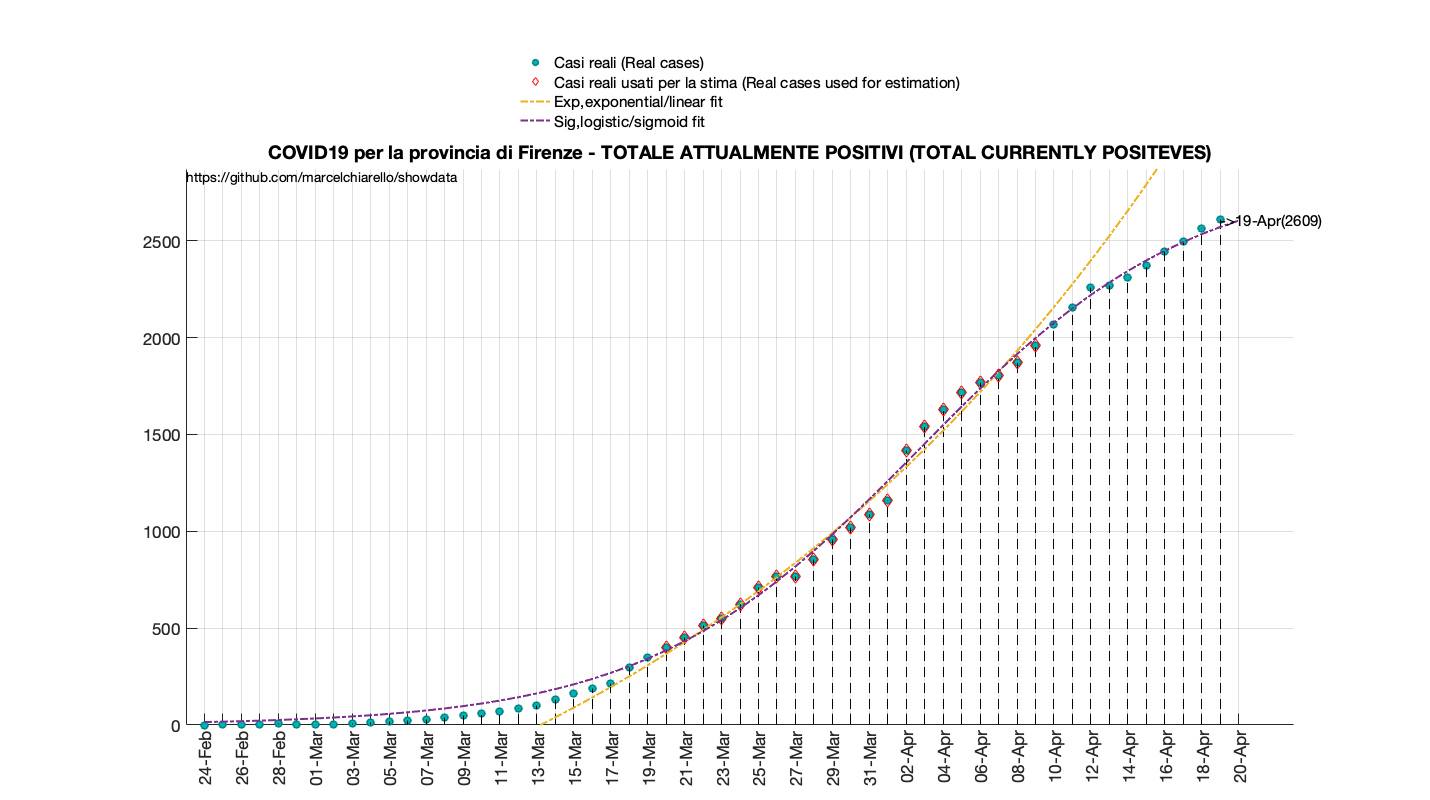 Casi reali (Real cases)
Casi reali usati per la stima (Real cases used for estimation)
Exp,exponential/linear fit
Sig,logistic/sigmoid fit
COVID19 per la provincia di Firenze - TOTALE ATTUALMENTE POSITIVI (TOTAL CURRENTLY POSITEVES)
https://github.com/marcelchiarello/showdata
->19-Apr(2609)
2500
2000
1500
1000
500
0
24-Feb
26-Feb
28-Feb
01-Mar
03-Mar
05-Mar
07-Mar
09-Mar
11-Mar
13-Mar
15-Mar
17-Mar
19-Mar
21-Mar
23-Mar
25-Mar
27-Mar
29-Mar
31-Mar
02-Apr
04-Apr
06-Apr
08-Apr
10-Apr
12-Apr
14-Apr
16-Apr
18-Apr
20-Apr